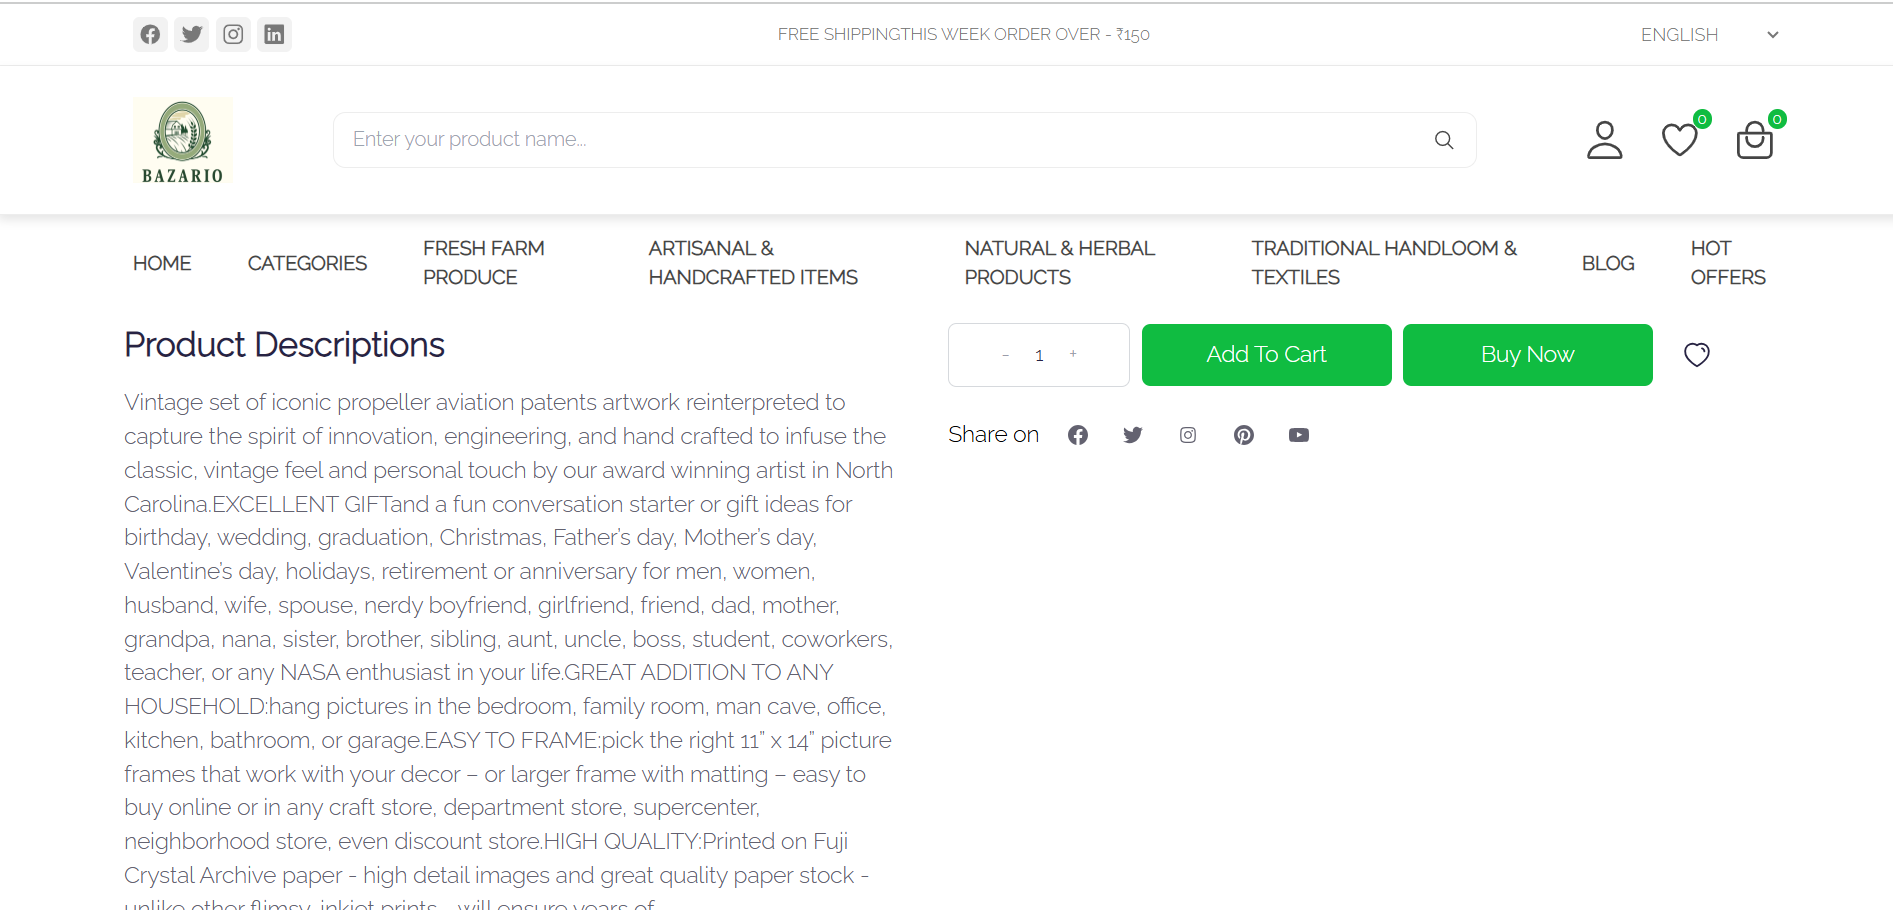 FREE SHIPPINGTHIS WEEK ORDER OVER - ₹150
ENGLISH
BAZARIO
Enter your product name...
0
0
HOME
CATEGORIES
FRESH FARM
PRODUCE
ARTISANAL &
HANDCRAFTED ITEMS
NATURAL & HERBAL
PRODUCTS
TRADITIONAL HANDLOOM &
TEXTILES
BLOG
HOT
OFFERS
Product Descriptions
Vintage set of iconic propeller aviation patents artwork reinterpreted to
capture the spirit of innovation, engineering, and hand crafted to infuse the
classic, vintage feel and personal touch by our award winning artist in North
Carolina.EXCELLENT GIFTand a fun conversation starter or gift ideas for
birthday, wedding, graduation, Christmas, Father’s day, Mother’s day,
Valentine’s day, holidays, retirement or anniversary for men, women,
husband, wife, spouse, nerdy boyfriend, girlfriend, friend, dad, mother,
grandpa, nana, sister, brother, sibling, aunt, uncle, boss, student, coworkers,
teacher, or any NASA enthusiast in your life.GREAT ADDITION TO ANY
HOUSEHOLD:hang pictures in the bedroom, family room, man cave, office,
kitchen, bathroom, or garage.EASY TO FRAME:pick the right 11” x 14” picture
frames that work with your decor – or larger frame with matting – easy to
buy online or in any craft store, department store, supercenter,
neighborhood store, even discount store.HIGH QUALITY:Printed on Fuji
Crystal Archive paper - high detail images and great quality paper stock -
unlike other flimsy, inkjet prints - will ensure years of
- 1 +
Add To Cart
Buy Now
Share on